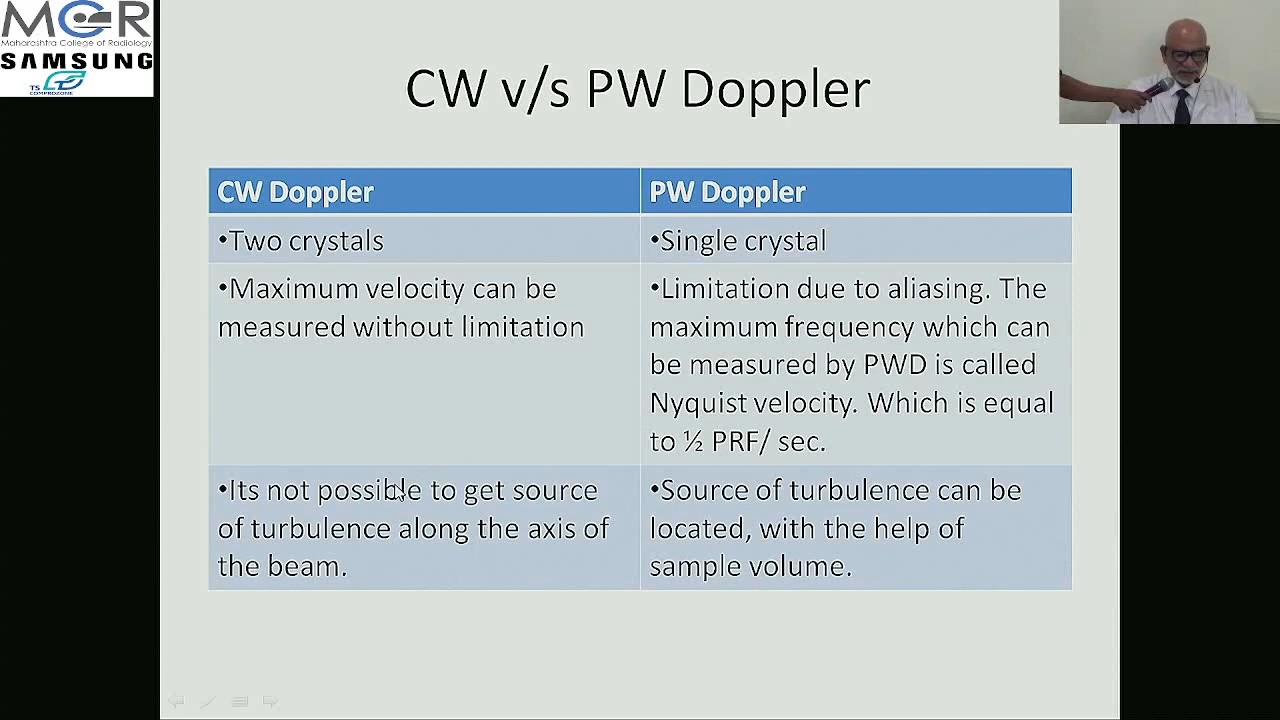 MCR
Maharashtra College of Radiology
SAMSUNG
TS
COMPROZONE
CW v/s PW Doppler
CW Doppler
PW Doppler
•Two crystals
•Single crystal
•Maximum velocity can be
measured without limitation
•Limitation due to aliasing. The
maximum frequency which can
be measured by PWD is called
Nyquist velocity. Which is equal
to ½ PRF/ sec.
•Its not possible to get source
of turbulence along the axis of
the beam.
•Source of turbulence can be
located, with the help of
sample volume.